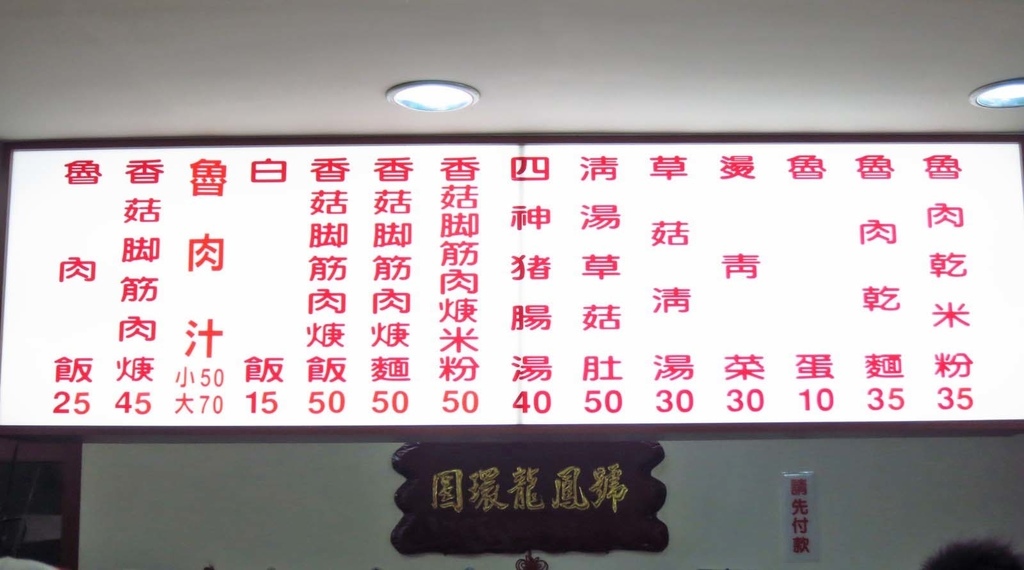 魯肉乾米粉35
魯肉乾麵35
魯蛋10
燙青菜30
草菇清湯30
清湯草菇肚50
四神猪腸湯40
香菇脚筋肉焿米粉50
香菇脚筋肉焿麵50
香菇脚筋肉焿飯50
白飯15
魯肉汁
小50
大70
香菇脚筋肉焿45
魯肉飯25
號鳳龍環圓
請先付款